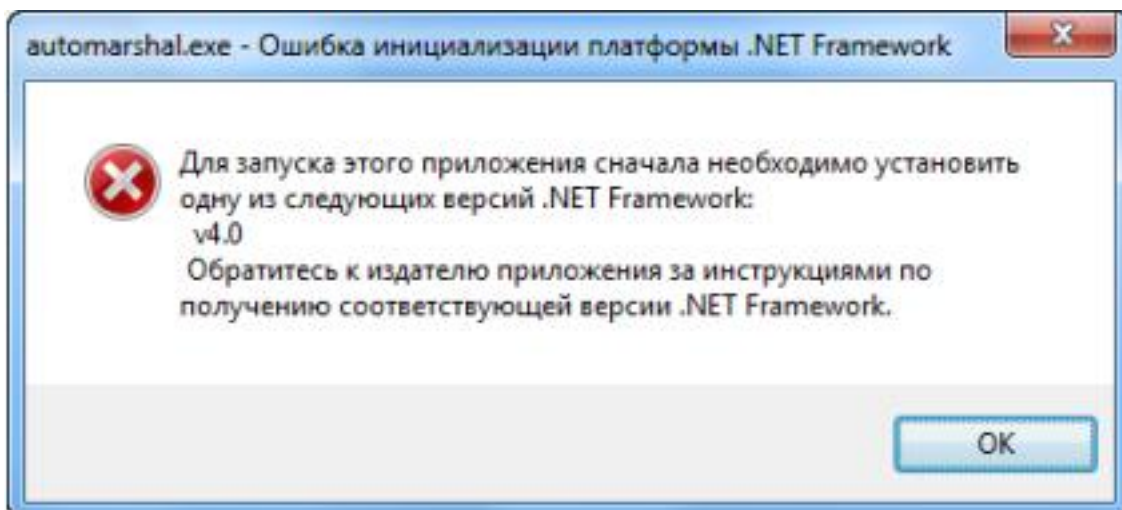 automarshal.exe - Ошибка инициализации платформы .NET Framework
Для запуска этого приложения сначала необходимо установить
одну из следующих версий .NET Framework:
v4.0
Обратитесь к издателю приложения за инструкциями по
получению соответствующей версии .NET Framework.
OK